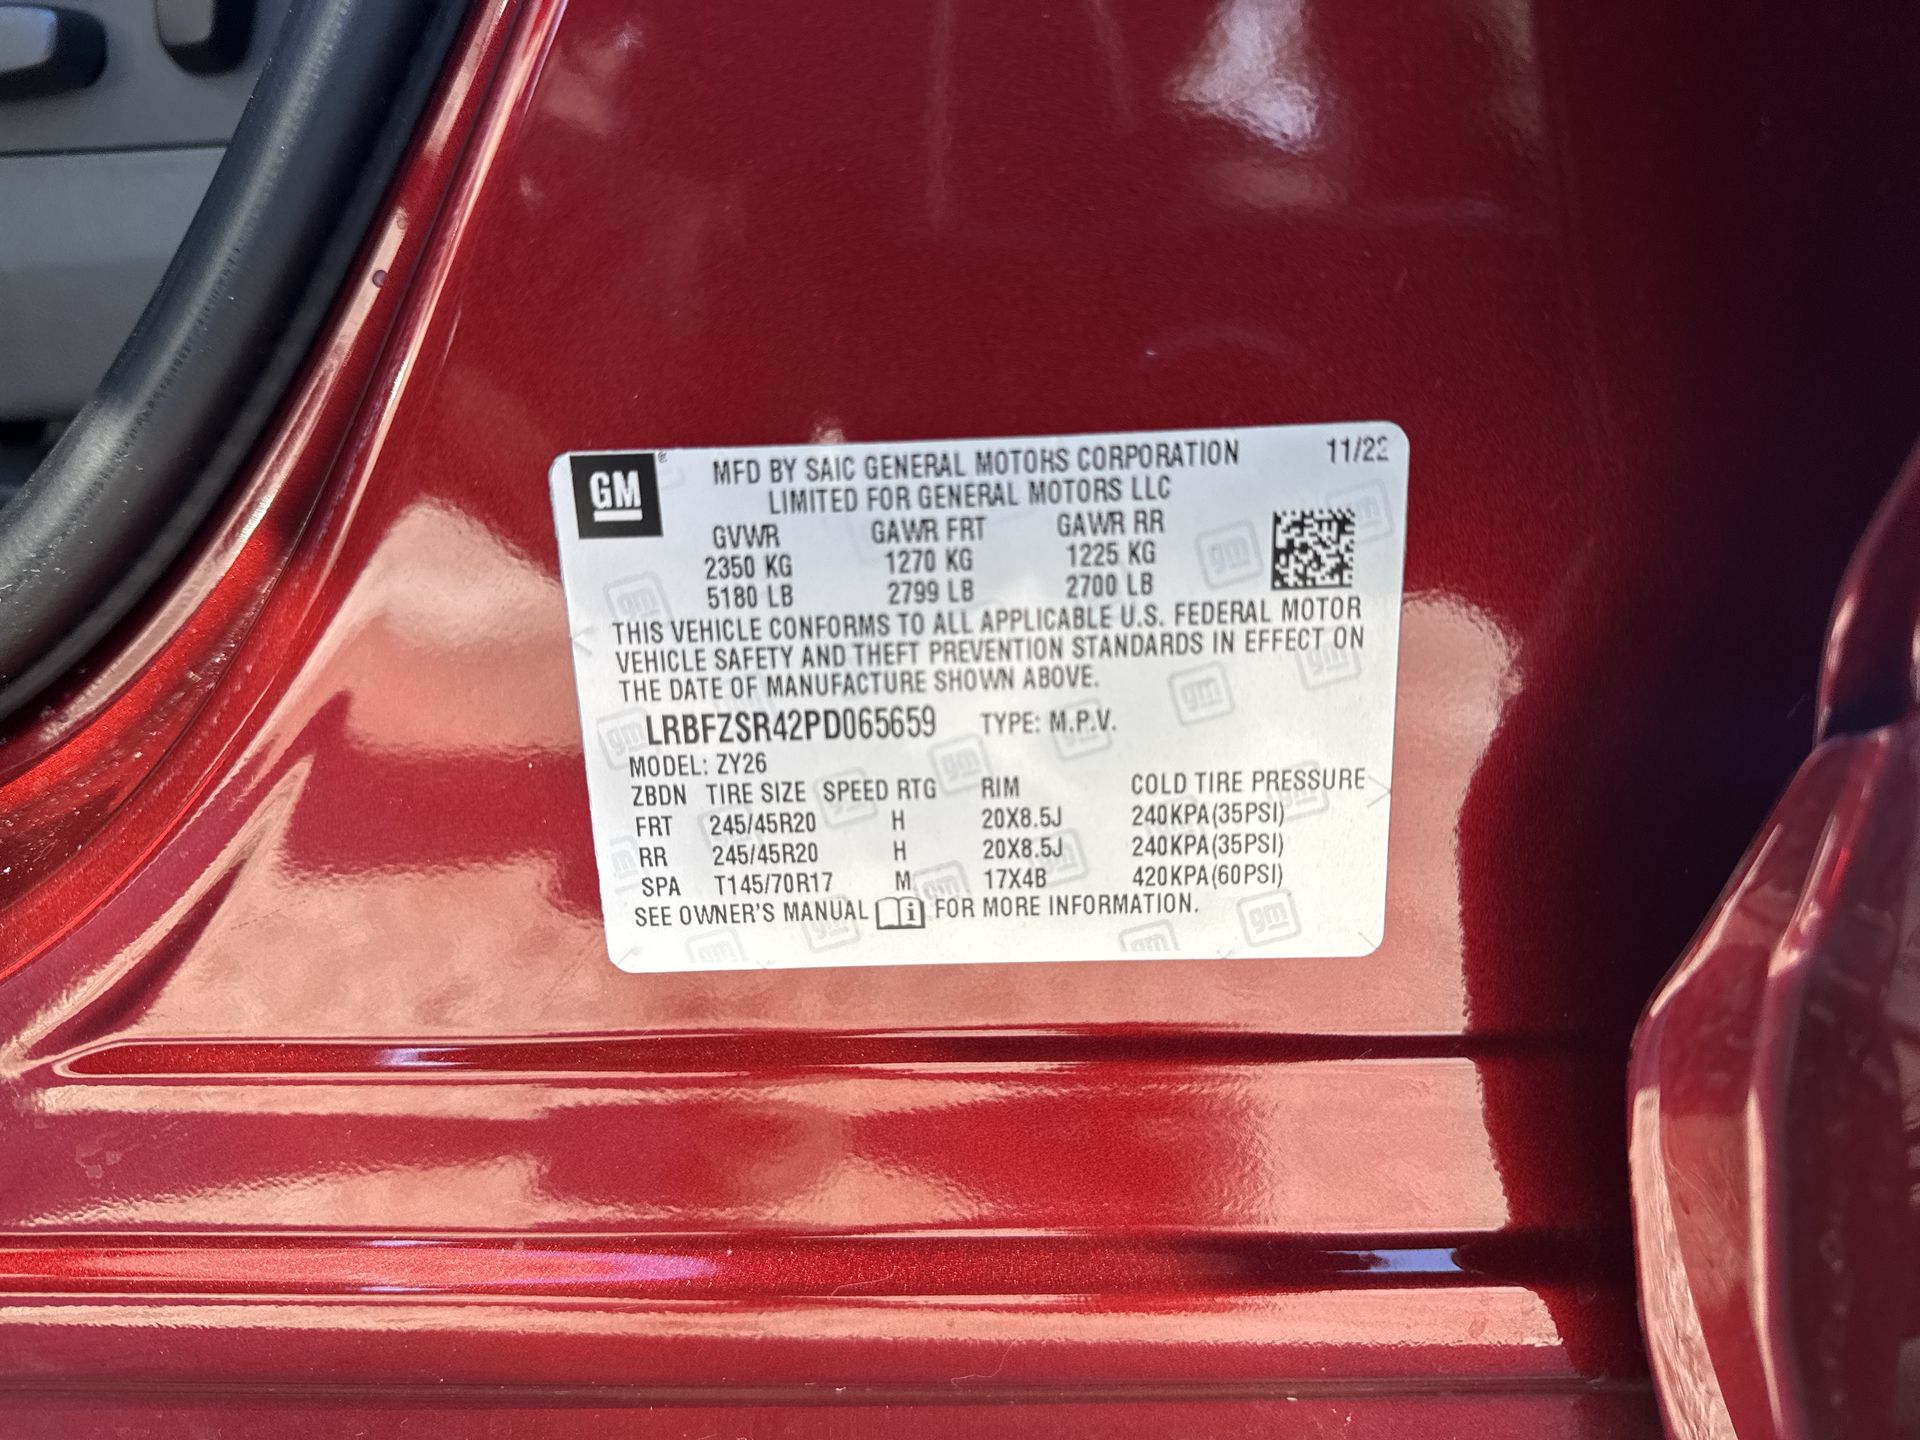 GM
MFD BY SAIC GENERAL MOTORS CORPORATION 11/22
LIMITED FOR GENERAL MOTORS LLC
GVWR GAWR FRT GAWR RR
2350 KG 1270 KG 1225 KG
5180 LB 2799 LB 2700 LB
THIS VEHICLE CONFORMS TO ALL APPLICABLE U.S. FEDERAL MOTOR
VEHICLE SAFETY AND THEFT PREVENTION STANDARDS IN EFFECT ON
THE DATE OF MANUFACTURE SHOWN ABOVE.
LRBFZSR42PD065659 TYPE: M.P.V.
MODEL: ZY26
ZBDN TIRE SIZE SPEED RTG RIM COLD TIRE PRESSURE
FRT 245/45R20 H 20X8.5J 240KPA(35PSI)
RR 245/45R20 H 20X8.5J 240KPA(35PSI)
SPA T145/70R17 M 17X4B 420KPA(60PSI)
SEE OWNER'S MANUAL FOR MORE INFORMATION.